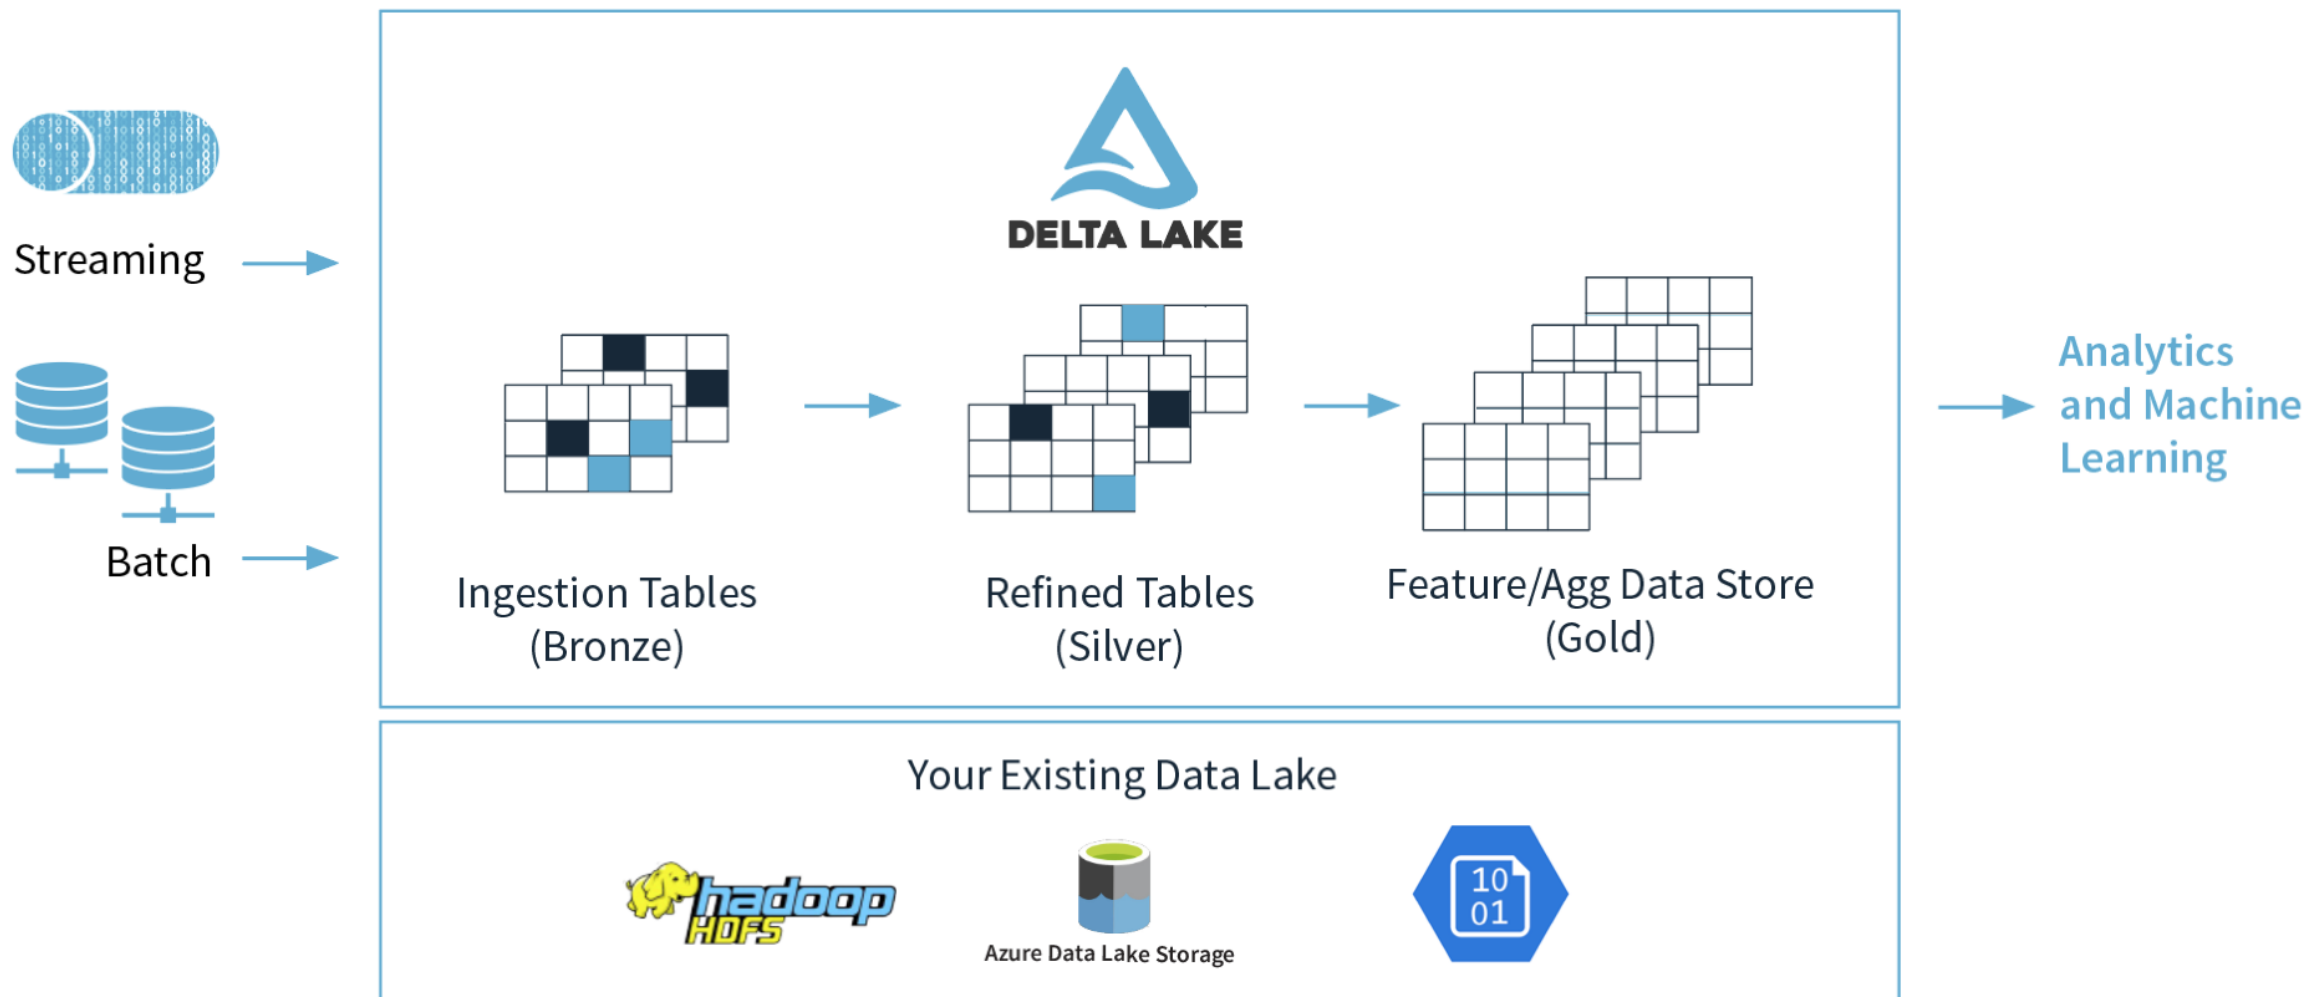 DELTA LAKE
Streaming
Batch
Ingestion Tables
(Bronze)
Refined Tables
(Silver)
Feature/Agg Data Store
(Gold)
Analytics
and Machine
Learning
Your Existing Data Lake
hadoop
HDFS
Azure Data Lake Storage
10
01